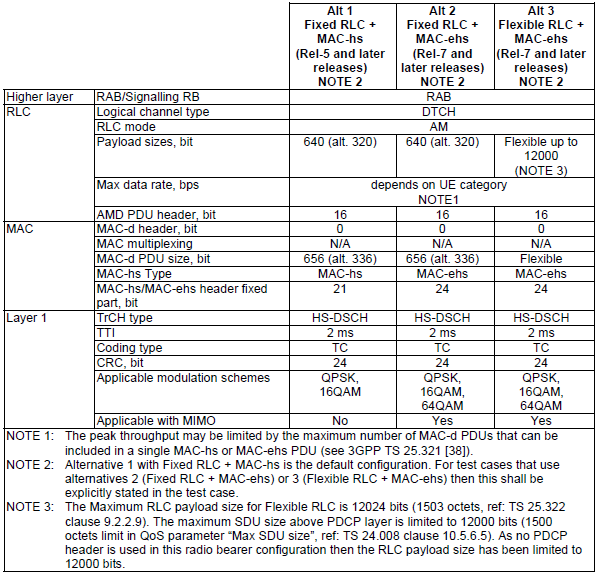 Alt 1 Alt 2 Alt 3
Fixed RLC + Fixed RLC + Flexible RLC +
MAC-hs MAC-ehs MAC-ehs
(Rel-5 and later (Rel-7 and (Rel-7 and later
releases) later releases) releases)
NOTE 2 NOTE 2 NOTE 2
Higher layer RAB/Signalling RB RAB
RLC Logical channel type DTCH
RLC mode AM
Payload sizes, bit 640 (alt. 320) 640 (alt. 320) Flexible up to
12000
(NOTE 3)
Max data rate, bps depends on UE category
NOTE1
AMD PDU header, bit 16 16 16
MAC MAC-d header, bit 0 0 0
MAC multiplexing N/A N/A N/A
MAC-d PDU size, bit 656 (alt. 336) 656 (alt. 336) Flexible
MAC-hs Type MAC-hs MAC-ehs MAC-ehs
MAC-hs/MAC-ehs header fixed 21 24 24
part, bit
Layer 1 TrCH type HS-DSCH HS-DSCH HS-DSCH
TTI 2 ms 2 ms 2 ms
Coding type TC TC TC
CRC, bit 24 24 24
Applicable modulation schemes QPSK, QPSK, QPSK,
16QAM 16QAM, 16QAM,
64QAM 64QAM
Applicable with MIMO No Yes Yes
NOTE 1: The peak throughput may be limited by the maximum number of MAC-d PDUs that can be
included in a single MAC-hs or MAC-ehs PDU (see 3GPP TS 25.321 [38]).
NOTE 2: Alternative 1 with Fixed RLC + MAC-hs is the default configuration. For test cases that use
alternatives 2 (Fixed RLC + MAC-ehs) or 3 (Flexible RLC + MAC-ehs) then this shall be
explicitly stated in the test case.
NOTE 3: The Maximum RLC payload size for Flexible RLC is 12024 bits (1503 octets, ref: TS 25.322
clause 9.2.2.9). The maximum SDU size above PDCP layer is limited to 12000 bits (1500
octets limit in QoS parameter “Max SDU size”, ref: TS 24.008 clause 10.5.6.5). As no PDCP
header is used in this radio bearer configuration then the RLC payload size has been limited to
12000 bits.